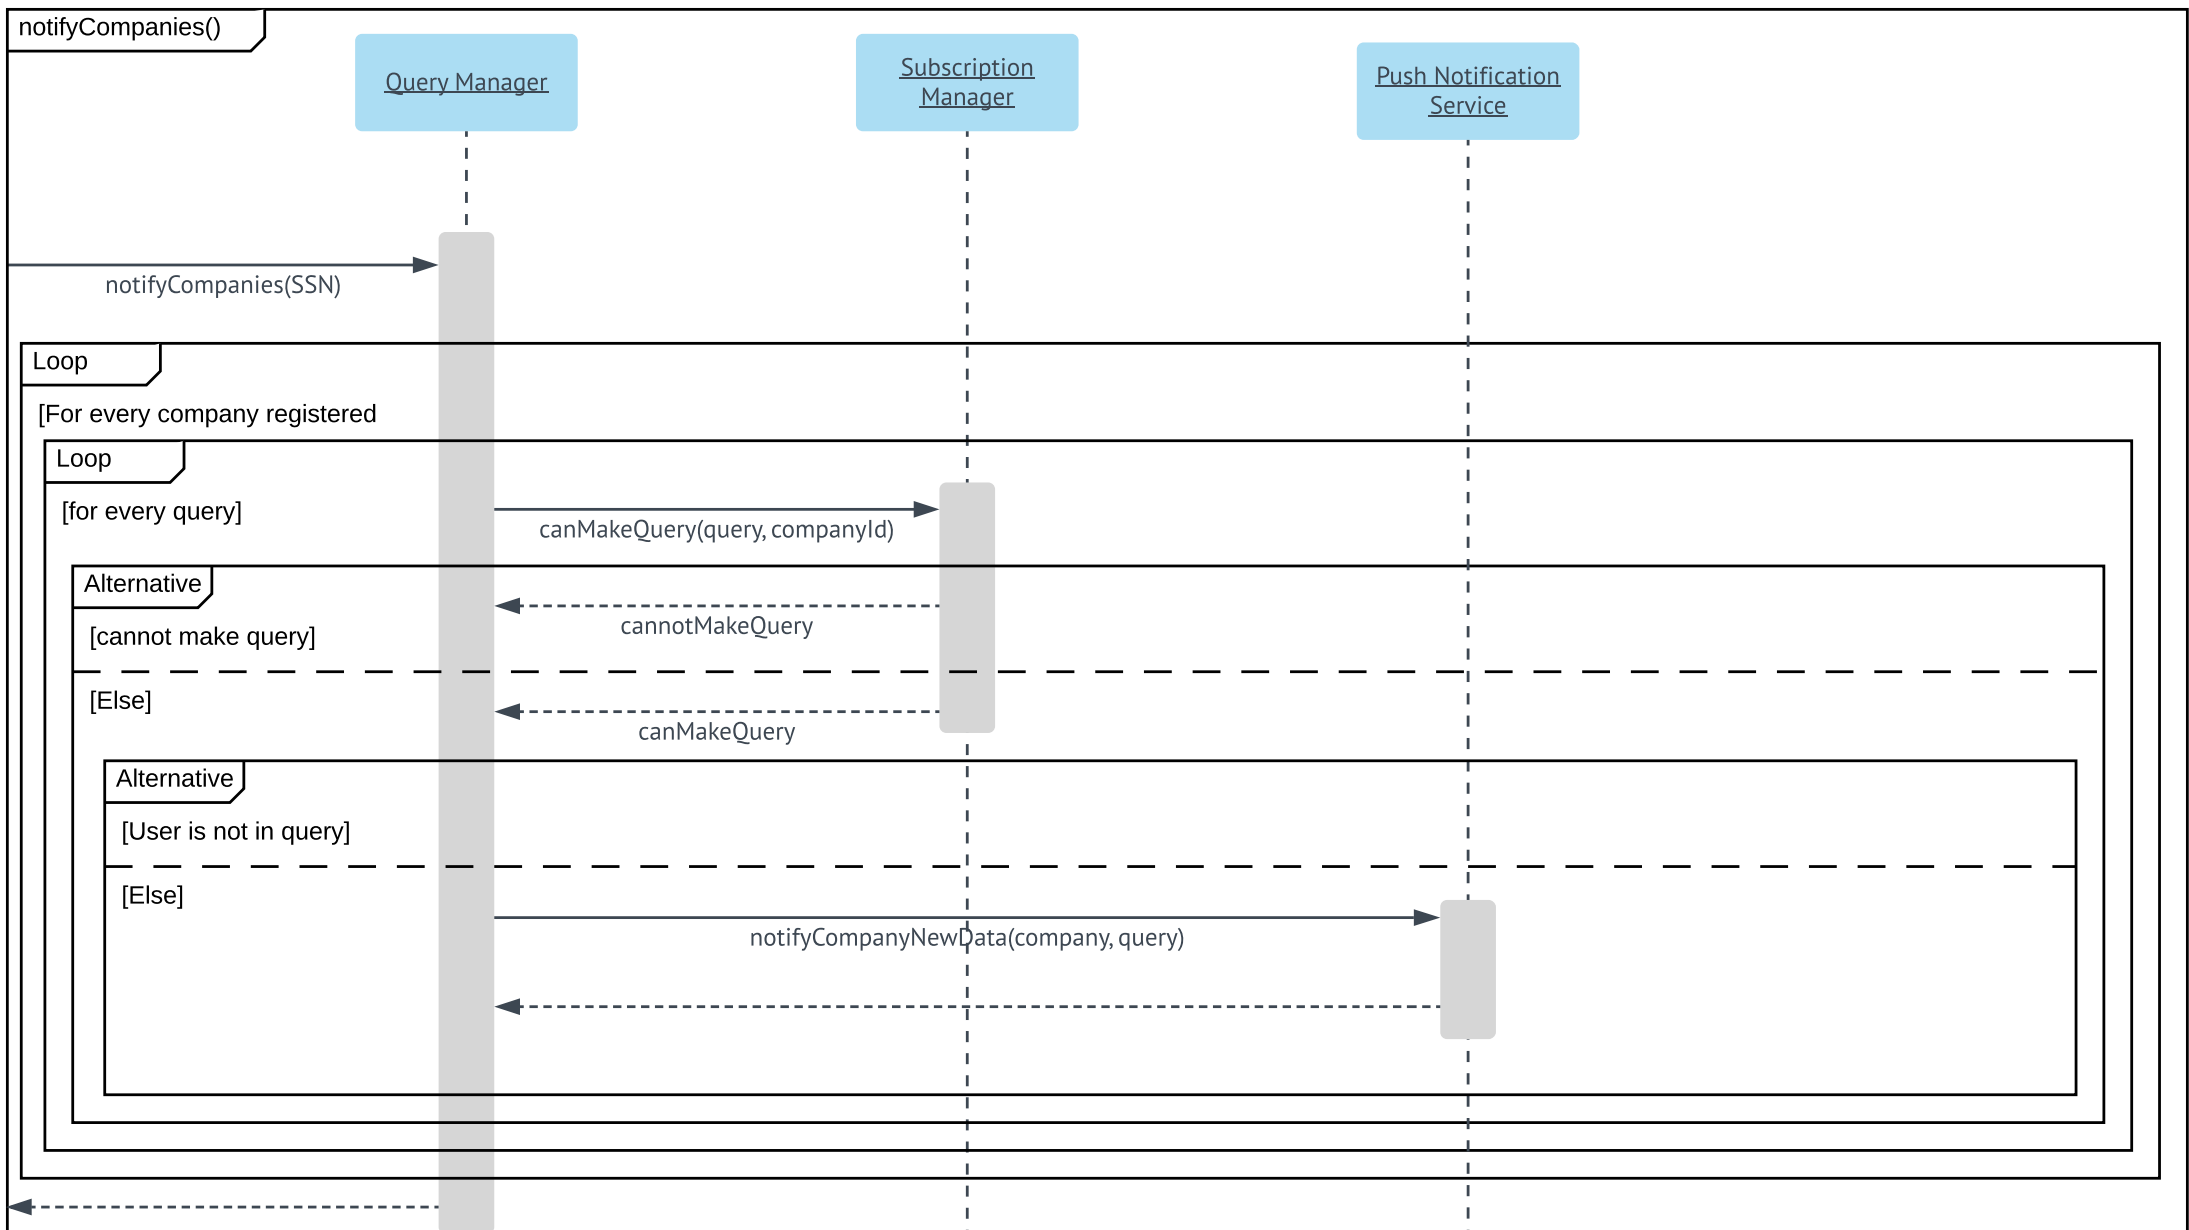 notifyCompanies()
Query Manager
Subscription
Manager
Push Notification
Service
notifyCompanies(SSN)
Loop
[For every company registered
Loop
[for every query]
canMakeQuery(query, companyId)
Alternative
cannotMakeQuery
[cannot make query]
[Else]
canMakeQuery
Alternative
[User is not in query]
[Else]
notifyCompanyNewData(company, query)